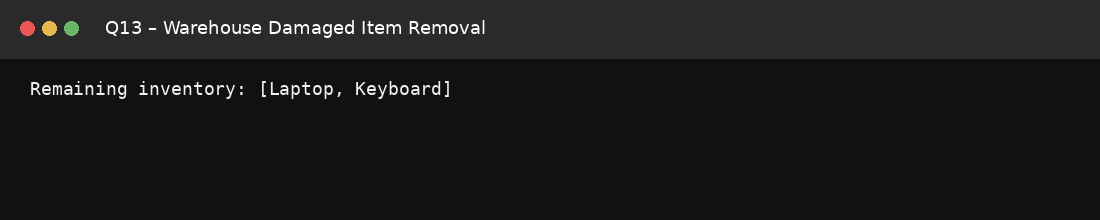 Q13 – Warehouse Damaged Item Removal
Remaining inventory: [Laptop, Keyboard]